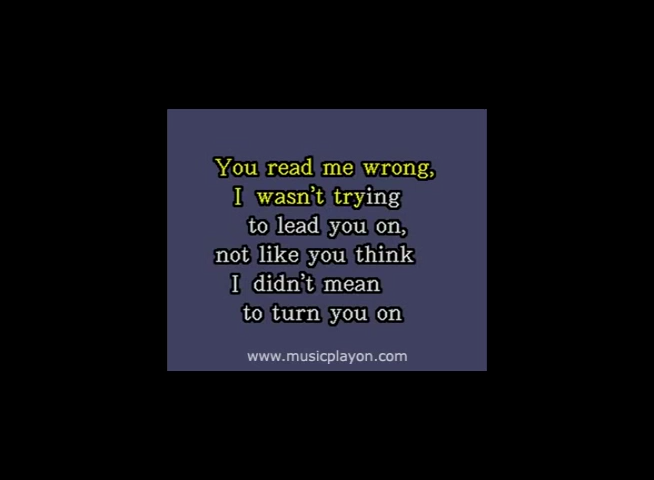 You read me wrong,
I wasn't trying
to lead you on,
not like you think
I didn't mean
to turn you on
www.musicplayon.com